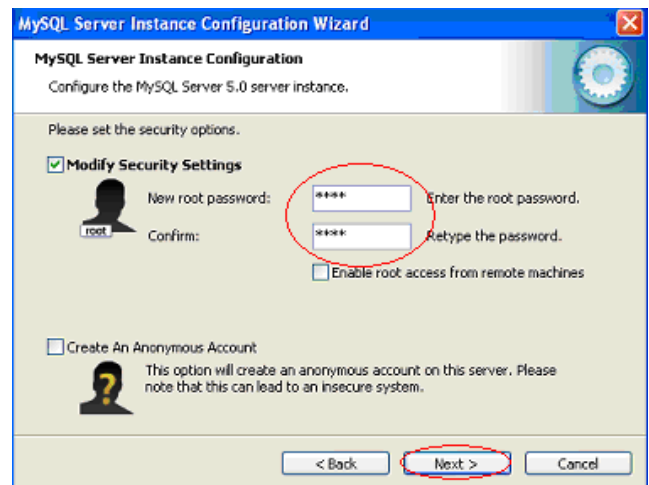 MySQL Server Instance Configuration Wizard
MySQL Server Instance Configuration
Configure the MySQL Server 5.0 server instance.
Please set the security options.
Modify Security Settings
New root password: **** Enter the root password.
root
Confirm: **** Retype the password.
Enable root access from remote machines
Create An Anonymous Account
This option will create an anonymous account on this server. Please
note that this can lead to an insecure system.
< Back Next > Cancel